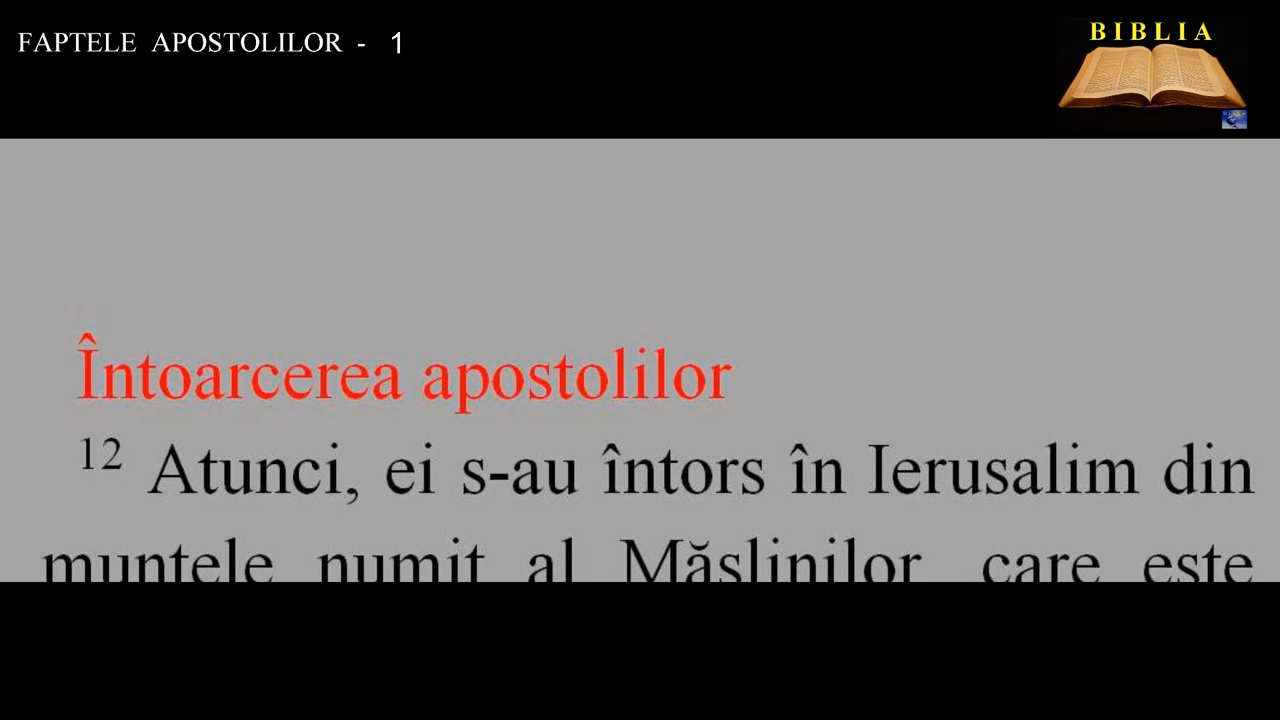 FAPTELE APOSTOLILOR - 1
BIBLIA
Întoarcerea apostolilor
12 Atunci, ei s-au întors în Ierusalim din
muntele numit al Măslinilor care este